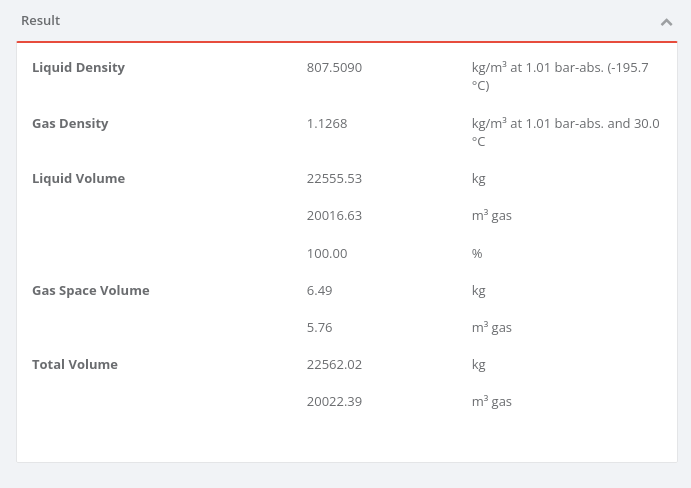 Result
Liquid Density 807.5090 kg/m³ at 1.01 bar-abs. (-195.7
°C)
Gas Density 1.1268 kg/m³ at 1.01 bar-abs. and 30.0
°C
Liquid Volume 22555.53 kg
20016.63 m³ gas
100.00 %
Gas Space Volume 6.49 kg
5.76 m³ gas
Total Volume 22562.02 kg
20022.39 m³ gas